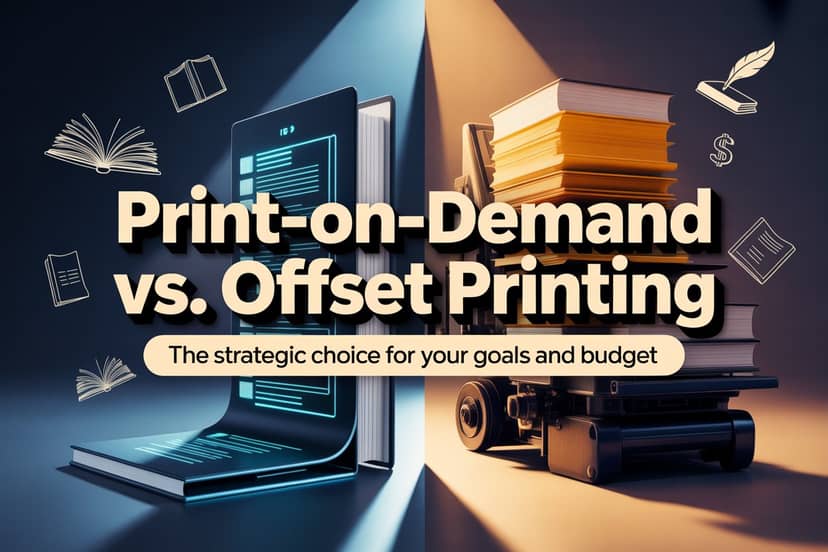 Print-on-Demand
vs. Offset Printing
The strategic choice for your goals and budget